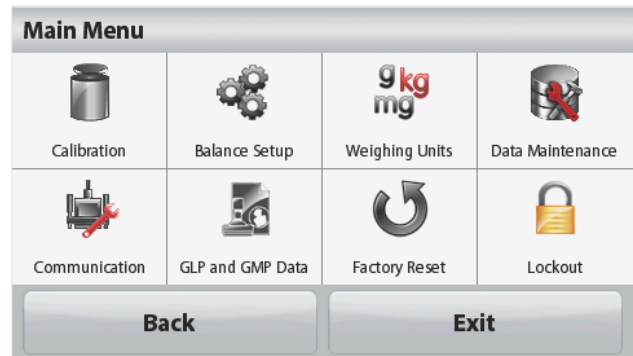 Main Menu
g kg
mg
Calibration
Balance Setup
Weighing Units
Data Maintenance
Communication
GLP and GMP Data
Factory Reset
Lockout
Back
Exit